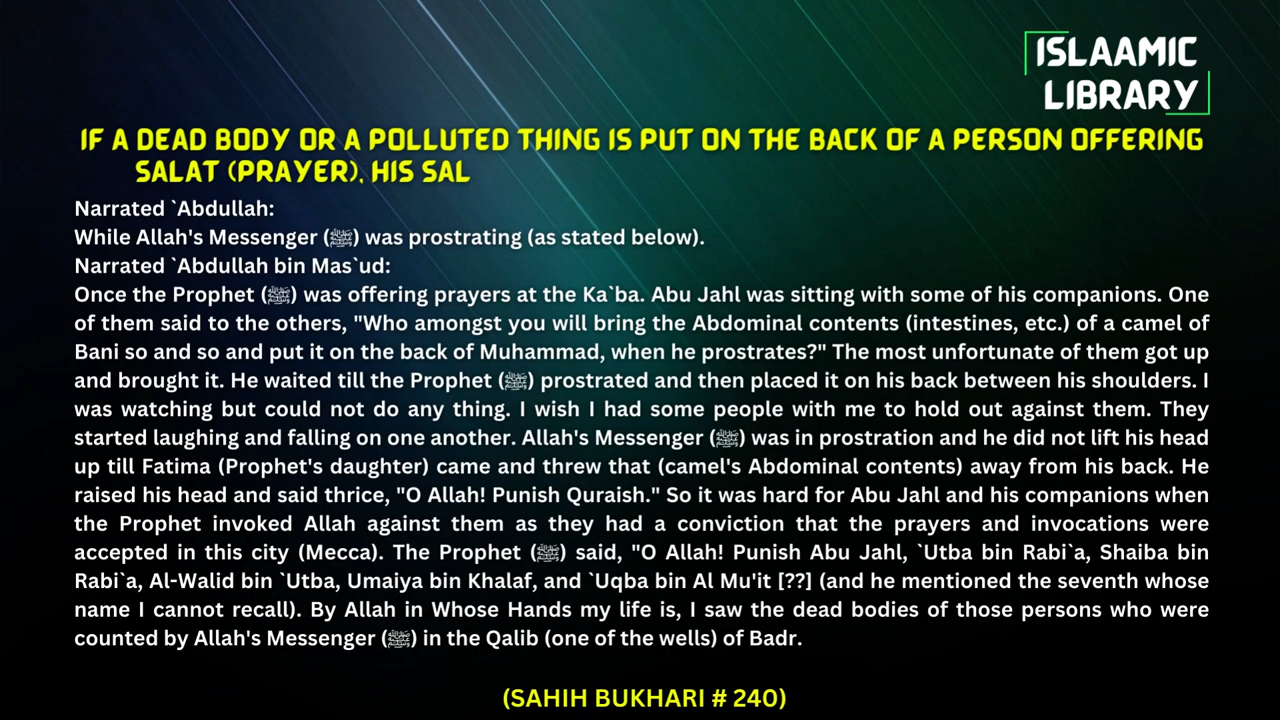 ISLAAMIC
LIBRARY
IF A DEAD BODY OR A POLLUTED THING IS PUT ON THE BACK OF A PERSON OFFERING
SALAT (PRAYER), HIS SAL
Narrated `Abdullah:
While Allah's Messenger (ﷺ) was prostrating (as stated below).
Narrated `Abdullah bin Mas`ud:
Once the Prophet (ﷺ) was offering prayers at the Ka`ba. Abu Jahl was sitting with some of his companions. One
of them said to the others, "Who amongst you will bring the Abdominal contents (intestines, etc.) of a camel of
Bani so and so and put it on the back of Muhammad, when he prostrates?" The most unfortunate of them got up
and brought it. He waited till the Prophet (ﷺ) prostrated and then placed it on his back between his shoulders. I
was watching but could not do any thing. I wish I had some people with me to hold out against them. They
started laughing and falling on one another. Allah's Messenger (ﷺ) was in prostration and he did not lift his head
up till Fatima (Prophet's daughter) came and threw that (camel's Abdominal contents) away from his back. He
raised his head and said thrice, "O Allah! Punish Quraish." So it was hard for Abu Jahl and his companions when
the Prophet invoked Allah against them as they had a conviction that the prayers and invocations were
accepted in this city (Mecca). The Prophet (ﷺ) said, "O Allah! Punish Abu Jahl, `Utba bin Rabi`a, Shaiba bin
Rabi`a, Al-Walid bin `Utba, Umaiya bin Khalaf, and `Uqba bin Al Mu'it [??] (and he mentioned the seventh whose
name I cannot recall). By Allah in Whose Hands my life is, I saw the dead bodies of those persons who were
counted by Allah's Messenger (ﷺ) in the Qalib (one of the wells) of Badr.
(SAHIH BUKHARI # 240)